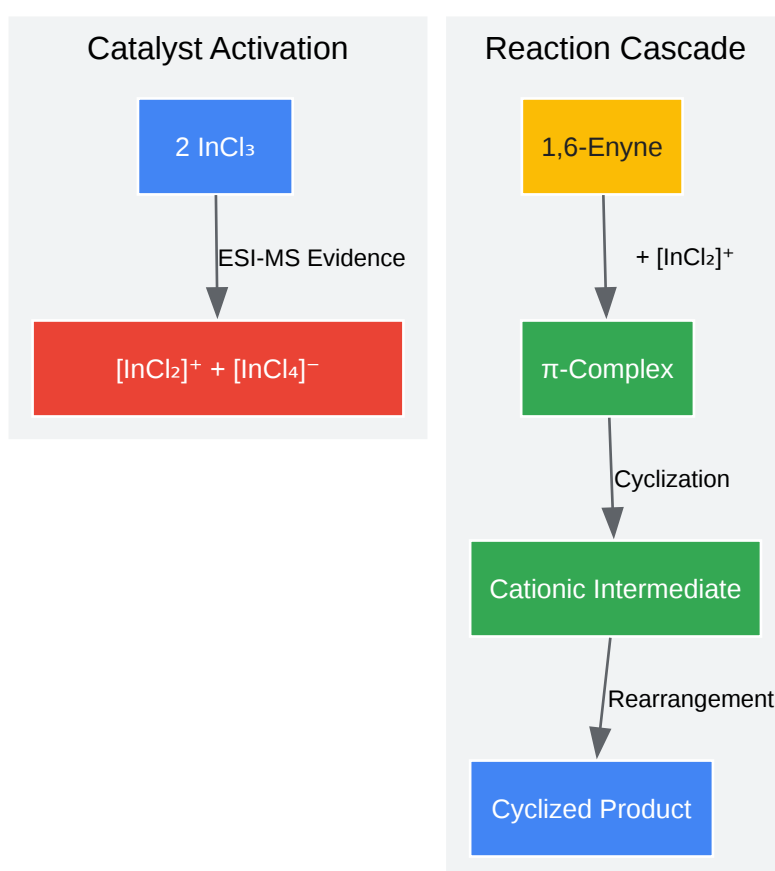 Catalyst Activation
2 InCl₃
ESI-MS Evidence
[InCl₂]⁺ + [InCl₄]⁻
Reaction Cascade
1,6-Enyne
+ [InCl₂]⁺
π-Complex
Cyclization
Cationic Intermediate
Rearrangement
Cyclized Product